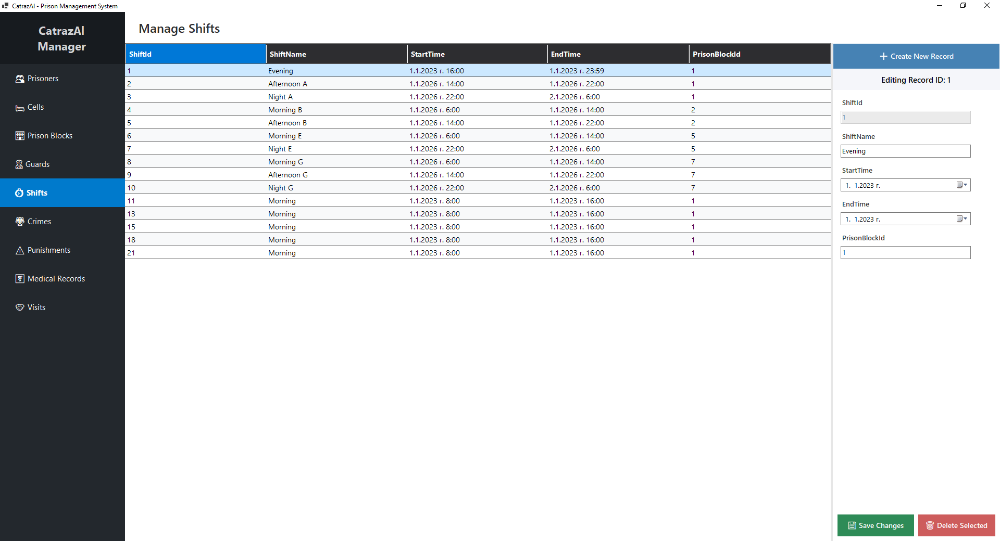 CatrazAl - Prison Management System
CatrazAl
Manager
Prisoners
Cells
Prison Blocks
Guards
Shifts
Crimes
Punishments
Medical Records
Visits
Manage Shifts
ShiftId ShiftName StartTime EndTime PrisonBlockId
1 Evening 1.1.2023 г. 16:00 1.1.2023 г. 23:59 1
2 Afternoon A 1.1.2026 г. 14:00 1.1.2026 г. 22:00 1
3 Night A 1.1.2026 г. 22:00 2.1.2026 г. 6:00 1
4 Morning B 1.1.2026 г. 6:00 1.1.2026 г. 14:00 2
5 Afternoon B 1.1.2026 г. 14:00 1.1.2026 г. 22:00 2
6 Morning E 1.1.2026 г. 6:00 1.1.2026 г. 14:00 5
7 Night E 1.1.2026 г. 22:00 2.1.2026 г. 6:00 5
8 Morning G 1.1.2026 г. 6:00 1.1.2026 г. 14:00 7
9 Afternoon G 1.1.2026 г. 14:00 1.1.2026 г. 22:00 7
10 Night G 1.1.2026 г. 22:00 2.1.2026 г. 6:00 7
11 Morning 1.1.2023 г. 8:00 1.1.2023 г. 16:00 1
13 Morning 1.1.2023 г. 8:00 1.1.2023 г. 16:00 1
15 Morning 1.1.2023 г. 8:00 1.1.2023 г. 16:00 1
18 Morning 1.1.2023 г. 8:00 1.1.2023 г. 16:00 1
21 Morning 1.1.2023 г. 8:00 1.1.2023 г. 16:00 1
Create New Record
Editing Record ID: 1
ShiftId
1
ShiftName
Evening
StartTime
1. 1.2023 г.
EndTime
1. 1.2023 г.
PrisonBlockId
1
Save Changes
Delete Selected